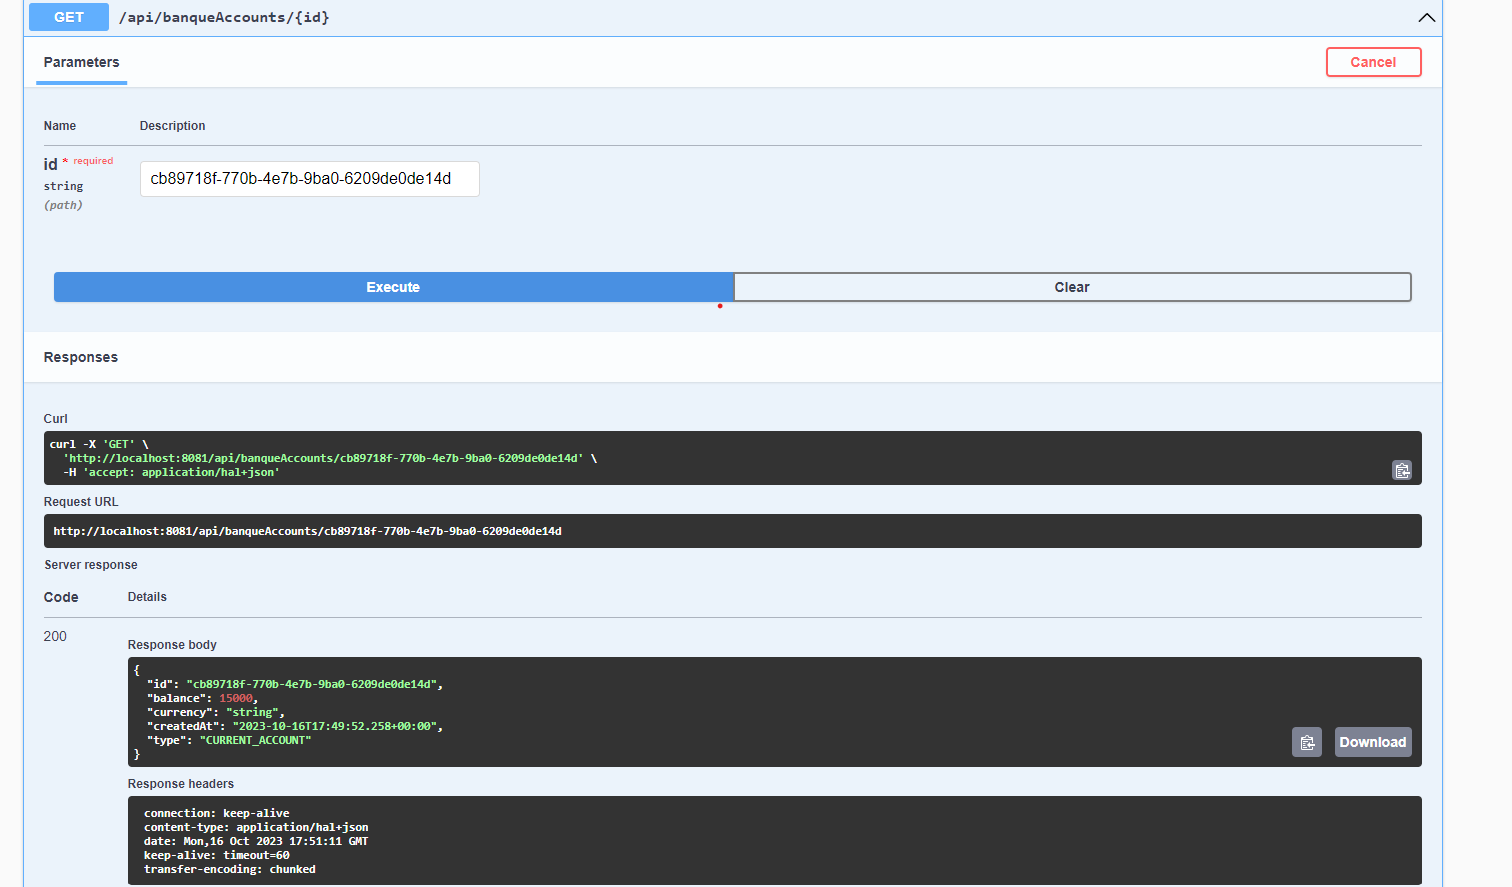 GET /api/banqueAccounts/{id}
Parameters
Cancel
Name Description
id * required
string
(path)
cb89718f-770b-4e7b-9ba0-6209de0de14d
Execute Clear
Responses
Curl
curl -X 'GET' \
'http://localhost:8081/api/banqueAccounts/cb89718f-770b-4e7b-9ba0-6209de0de14d' \
-H 'accept: application/hal+json'
Request URL
http://localhost:8081/api/banqueAccounts/cb89718f-770b-4e7b-9ba0-6209de0de14d
Server response
Code Details
200
Response body
{
"id": "cb89718f-770b-4e7b-9ba0-6209de0de14d",
"balance": 15000,
"currency": "string",
"createdAt": "2023-10-16T17:49:52.258+00:00",
"type": "CURRENT_ACCOUNT"
}
Download
Response headers
connection: keep-alive
content-type: application/hal+json
date: Mon,16 Oct 2023 17:51:11 GMT
keep-alive: timeout=60
transfer-encoding: chunked